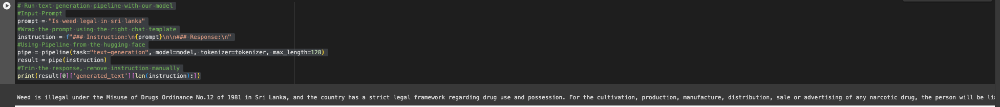 # Run text generation pipeline with our model
#Input Prompt
prompt = "Is weed legal in sri lanka"
#Wrap the prompt using the right chat template
instruction = f"### Instruction:\n{prompt}\n\n### Response:\n"
#Using Pipeline from the hugging face
pipe = pipeline(task="text-generation", model=model, tokenizer=tokenizer, max_length=128)
result = pipe(instruction)
#Trim the response, remove instruction manually
print(result[0]['generated_text'][len(instruction):])
Weed is illegal under the Misuse of Drugs Ordinance No.12 of 1981 in Sri Lanka, and the country has a strict legal framework regarding drug use and possession. For the cultivation, production, manufacture, distribution, sale or advertising of any narcotic drug, the person will be